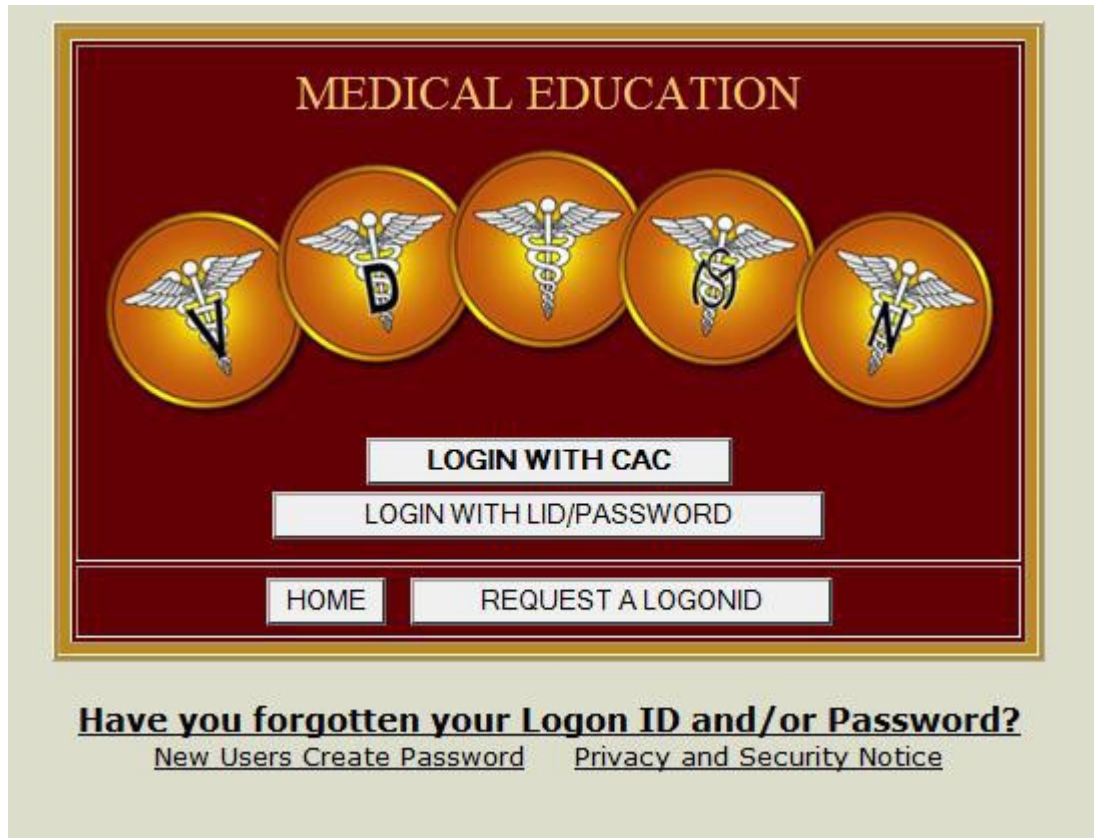 MEDICAL EDUCATION
V D MS N
LOGIN WITH CAC
LOGIN WITH LID/PASSWORD
HOME REQUEST A LOGONID
Have you forgotten your Logon ID and/or Password?
New Users Create Password Privacy and Security Notice